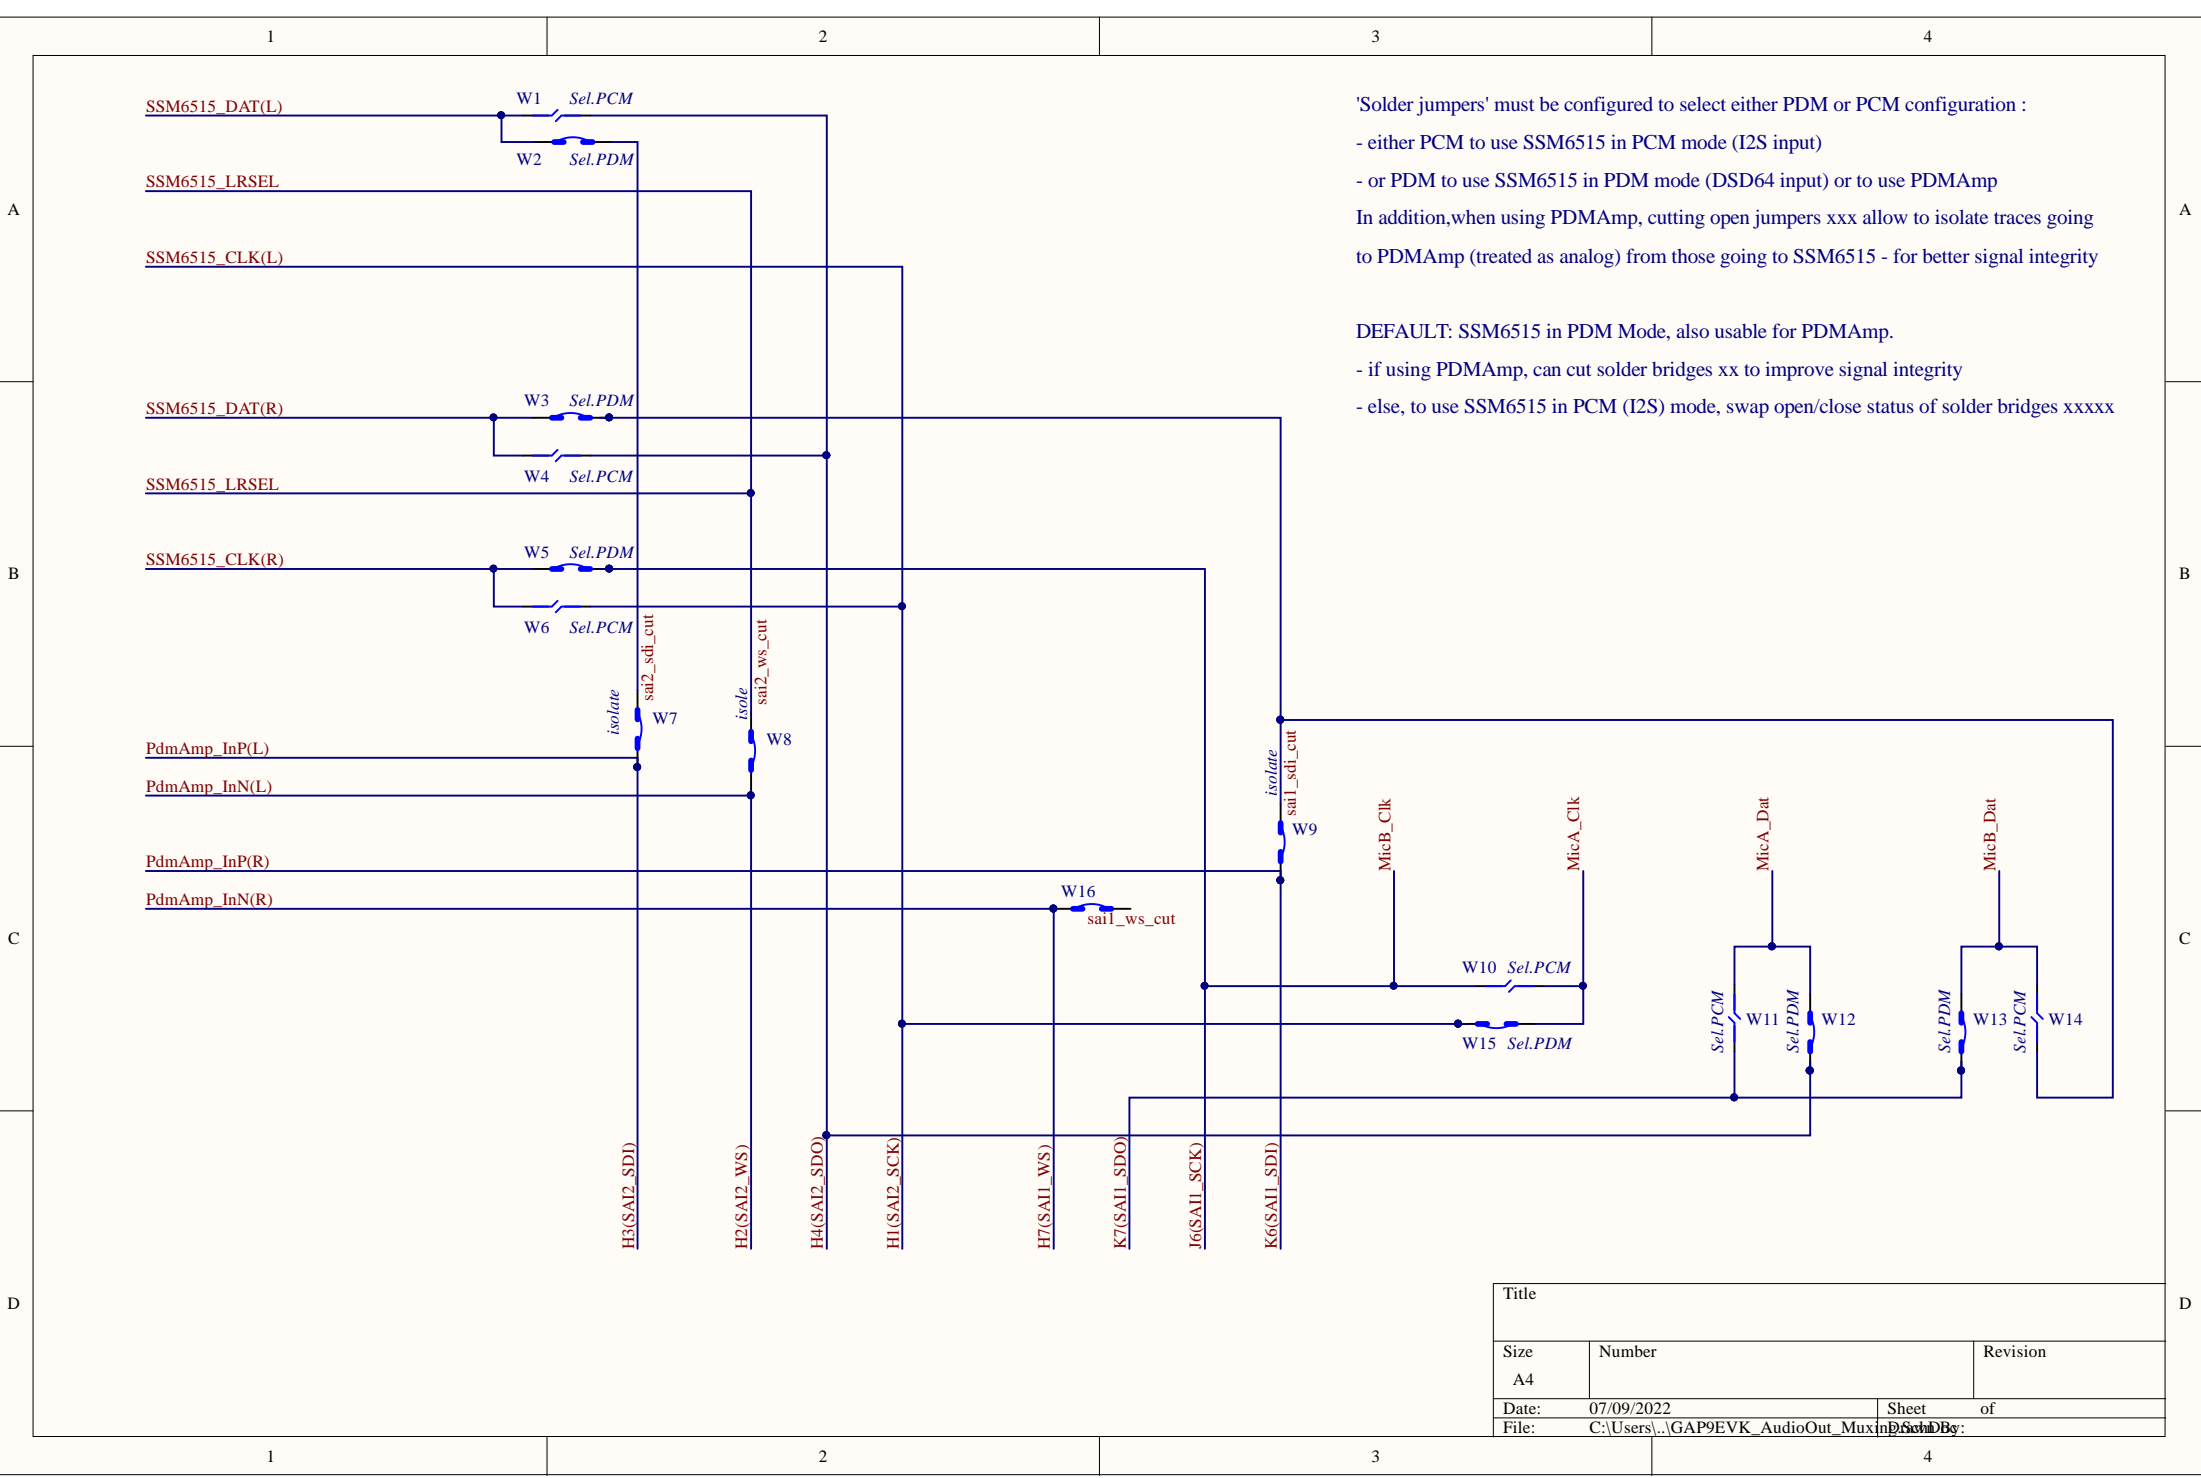 1 2 3 4
SSM6515_DAT(L)
W1 Sel.PCM
W2 Sel.PDM
SSM6515_LRSEL
SSM6515_CLK(L)
'Solder jumpers' must be configured to select either PDM or PCM configuration :
- either PCM to use SSM6515 in PCM mode (I2S input)
- or PDM to use SSM6515 in PDM mode (DSD64 input) or to use PDMAmp
In addition,when using PDMAmp, cutting open jumpers xxx allow to isolate traces going
to PDMAmp (treated as analog) from those going to SSM6515 - for better signal integrity
DEFAULT: SSM6515 in PDM Mode, also usable for PDMAmp.
- if using PDMAmp, can cut solder bridges xx to improve signal integrity
- else, to use SSM6515 in PCM (I2S) mode, swap open/close status of solder bridges xxxxx
A A
SSM6515_DAT(R)
W3 Sel.PDM
W4 Sel.PCM
SSM6515_LRSEL
SSM6515_CLK(R)
W5 Sel.PDM
W6 Sel.PCM
B B
sai2_sdi_cut
sai2_ws_cut
isolate
W7
isole
W8
PdmAmp_InP(L)
PdmAmp_InN(L)
PdmAmp_InP(R)
PdmAmp_InN(R)
W16
sai1_ws_cut
isolate
sai1_sdi_cut
W9
MicB_Clk
MicA_Clk
MicA_Dat
MicB_Dat
C C
W10 Sel.PCM
W15 Sel.PDM
Sel.PCM
W11
Sel.PDM
W12
Sel.PDM
W13
Sel.PCM
W14
H3(SAI2_SDI)
H2(SAI2_WS)
H4(SAI2_SDO)
H1(SAI2_SCK)
H7(SAI1_WS)
K7(SAI1_SDO)
J6(SAI1_SCK)
K6(SAI1_SDI)
D D
Title
Size Number Revision
A4
Date: 07/09/2022 Sheet of
File: C:\Users\..\GAP9EVK_AudioOut_Muxing.SchDoc Drawn By:
1 2 3 4